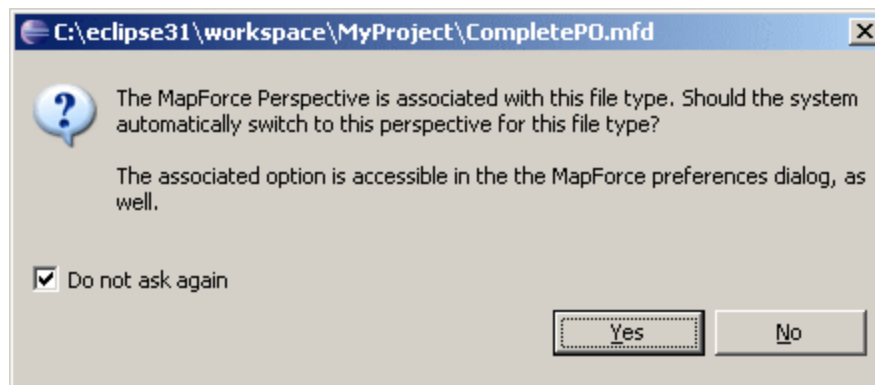 C:\eclipse31\workspace\MyProject\CompletePO.mfd
The MapForce Perspective is associated with this file type. Should the system
automatically switch to this perspective for this file type?
The associated option is accessible in the the MapForce preferences dialog, as
well.
Do not ask again
Yes
No